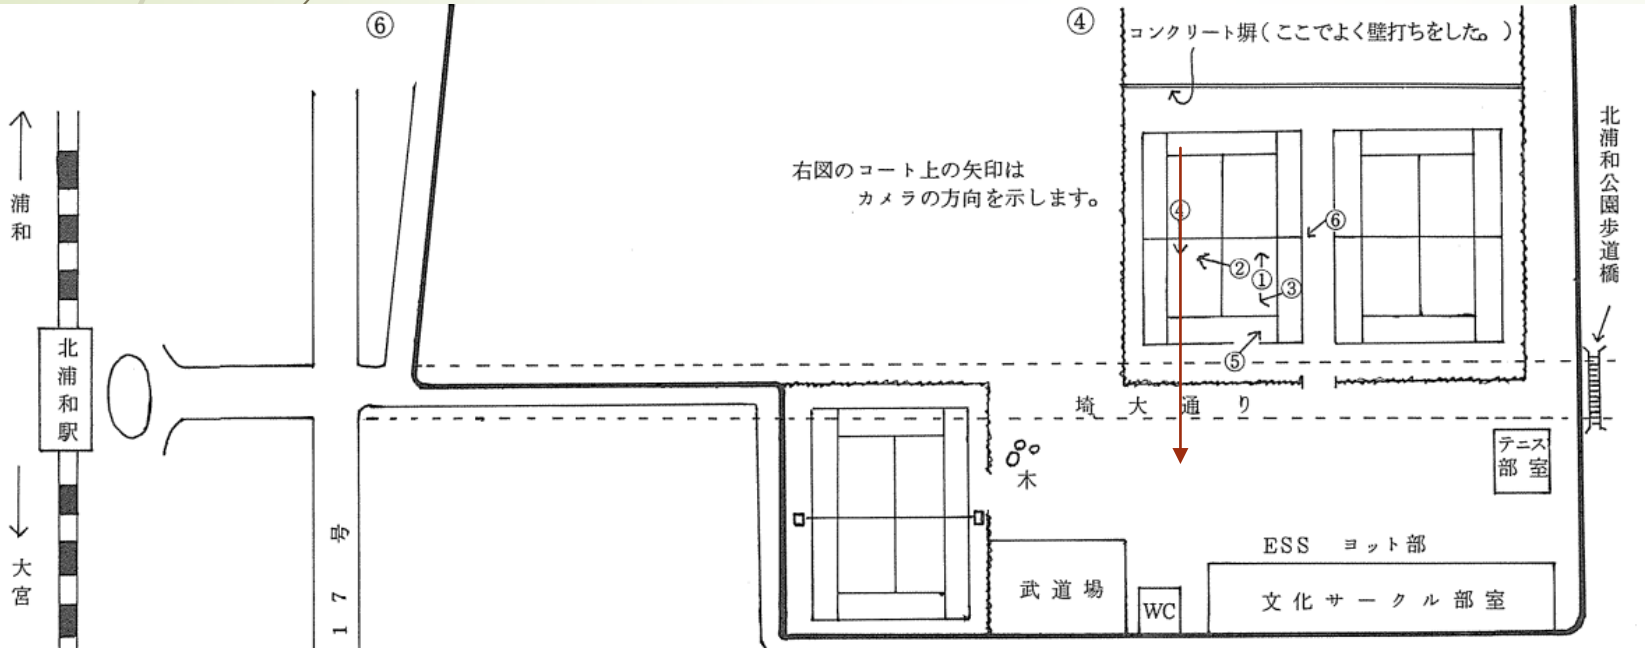 ⑥
④
コンクリート塀(ここでよく壁打ちをした。)
右図のコート上の矢印は
カメラの方向を示します。
北浦和公園歩道橋
浦和
④
⑥
②
①
③
⑤
北浦和駅
埼大通り
テニス
部室
木
大宮
17号
ESS ヨット部
武道場
WC
文化サークル部室